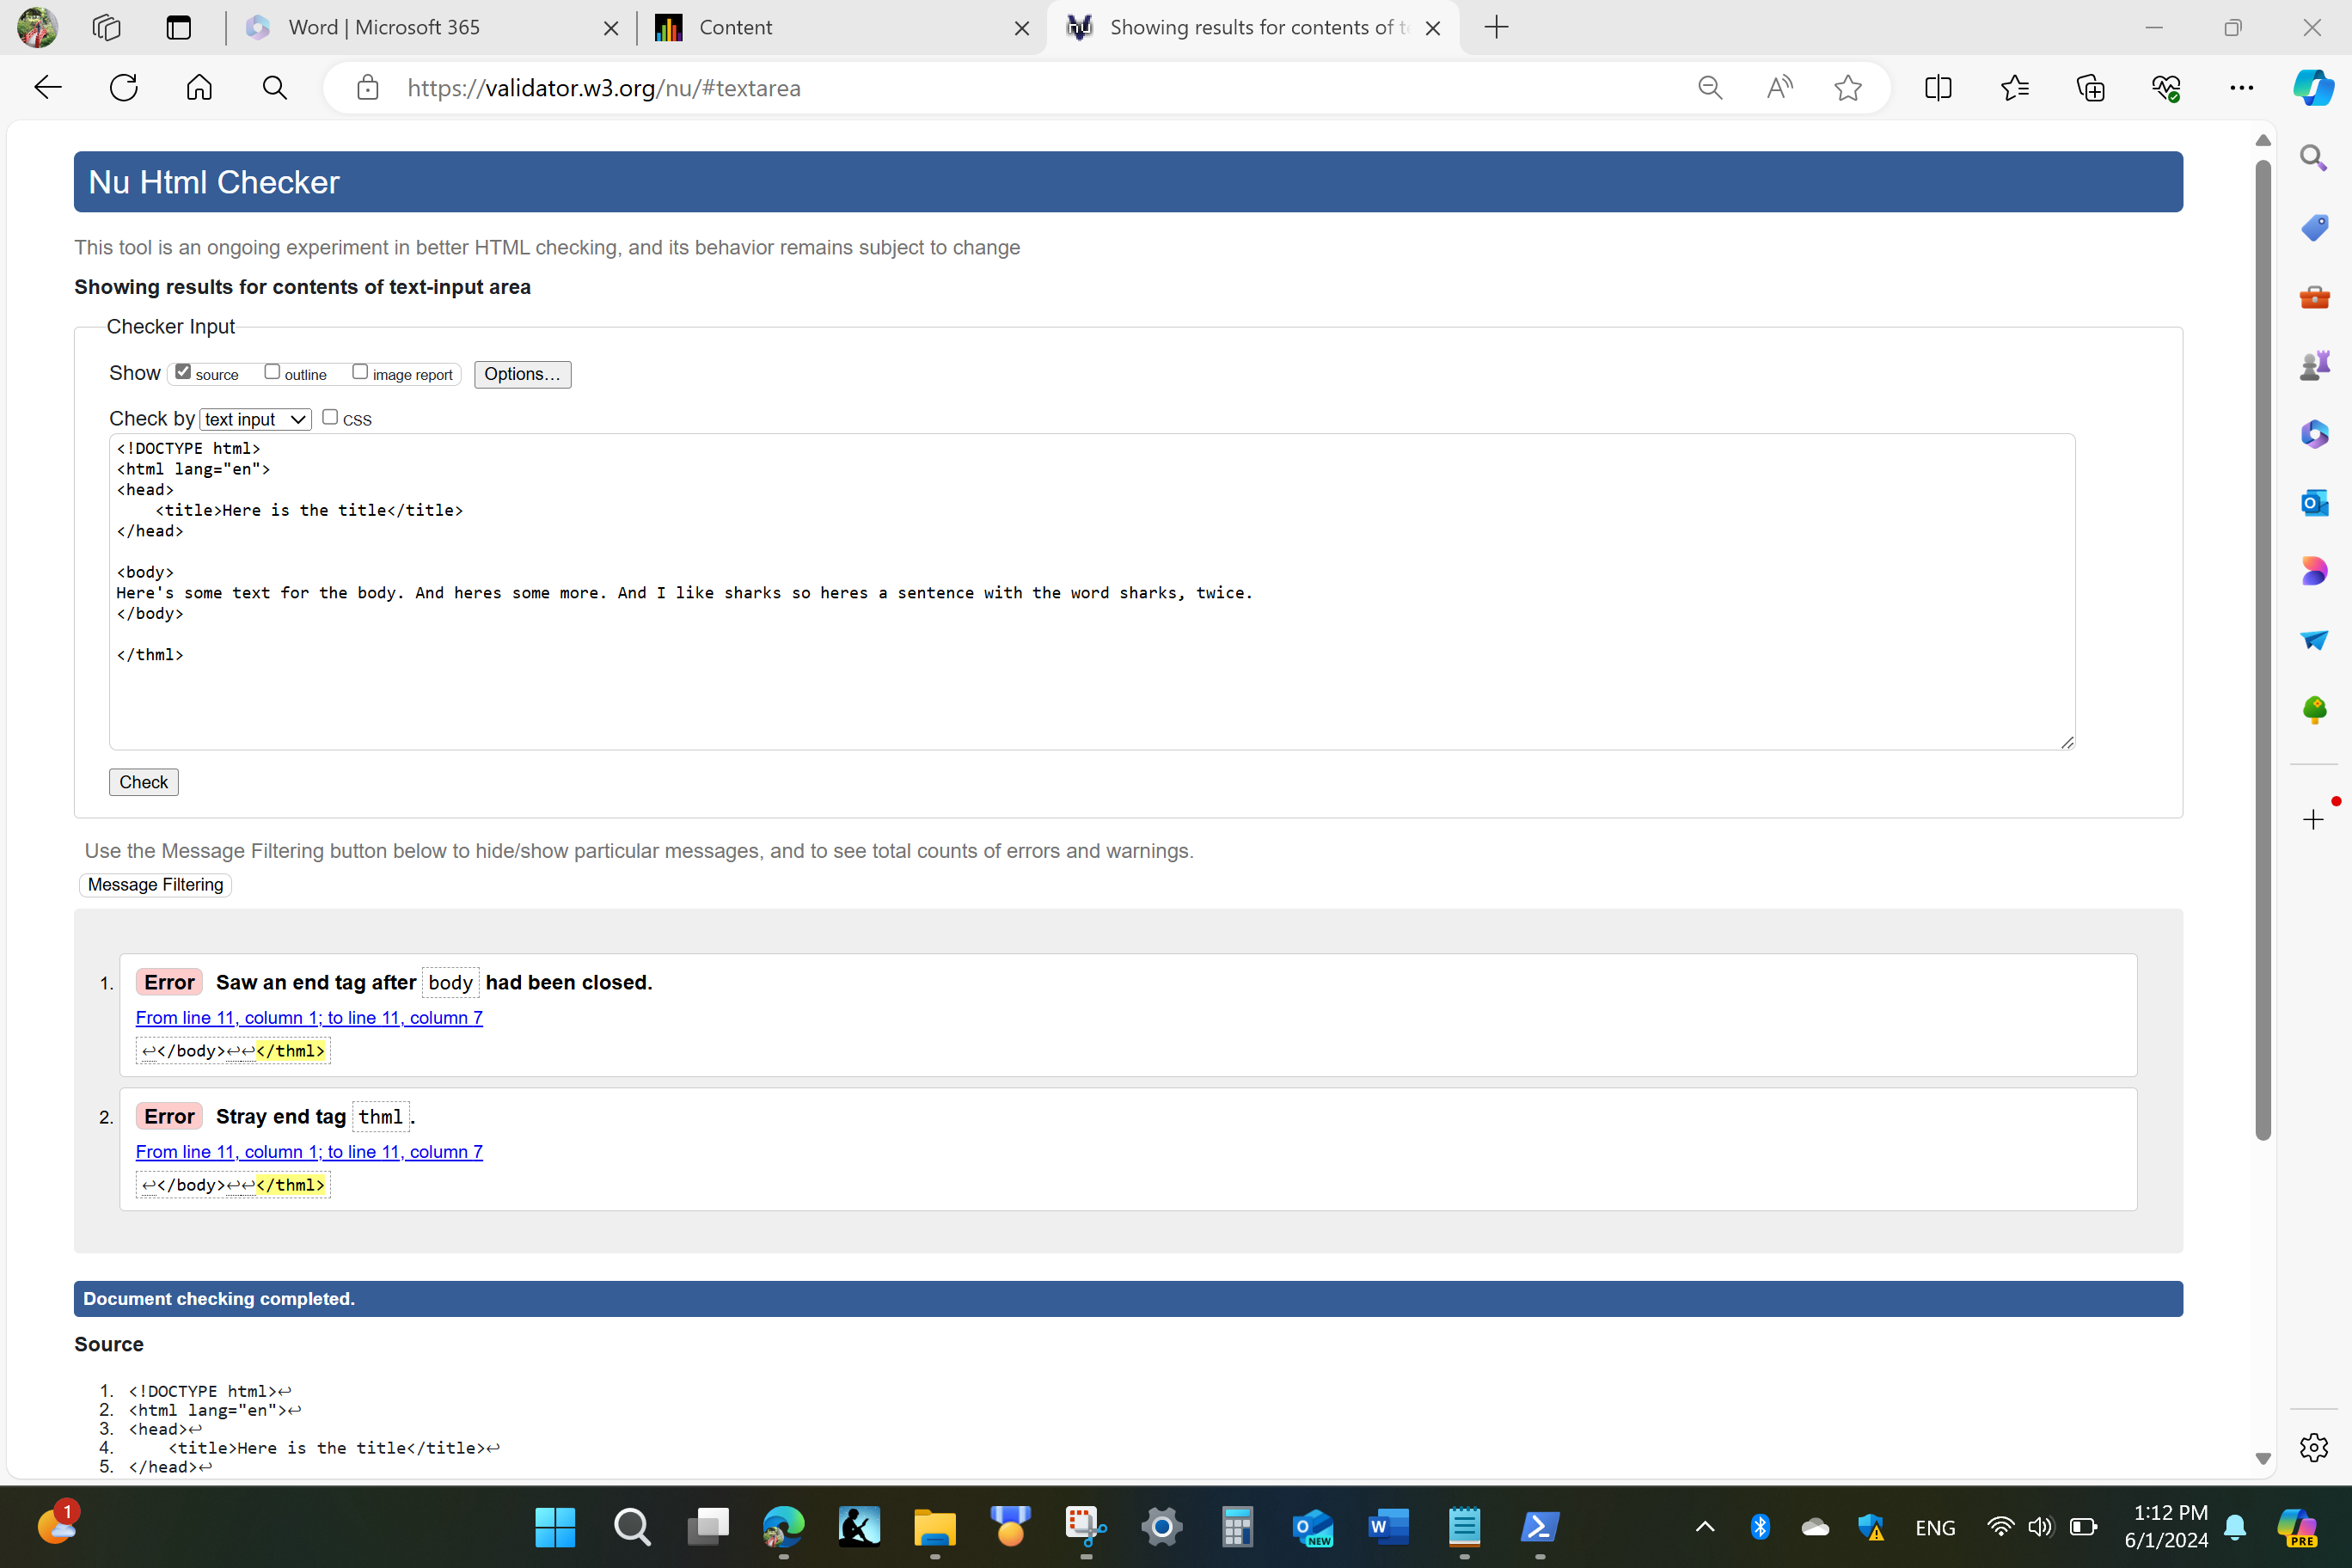 Word | Microsoft 365
Content
Showing results for contents of t
https://validator.w3.org/nu/#textarea
Nu Html Checker
This tool is an ongoing experiment in better HTML checking, and its behavior remains subject to change
Showing results for contents of text-input area
Checker Input
Show source outline image report Options...
Check by text input CSS
<!DOCTYPE html>
<html lang="en">
<head>
    <title>Here is the title</title>
</head>
<body>
Here's some text for the body. And heres some more. And I like sharks so heres a sentence with the word sharks, twice.
</body>
</thml>
Check
Use the Message Filtering button below to hide/show particular messages, and to see total counts of errors and warnings.
Message Filtering
1. Error Saw an end tag after body had been closed.
From line 11, column 1; to line 11, column 7
↩</body>↩↩</thml>
2. Error Stray end tag thml.
From line 11, column 1; to line 11, column 7
↩</body>↩↩</thml>
Document checking completed.
Source
1. <!DOCTYPE html>↩
2. <html lang="en">↩
3. <head>↩
4.     <title>Here is the title</title>↩
5. </head>↩
1
NEW
W
ENG
1:12 PM
6/1/2024
PRE